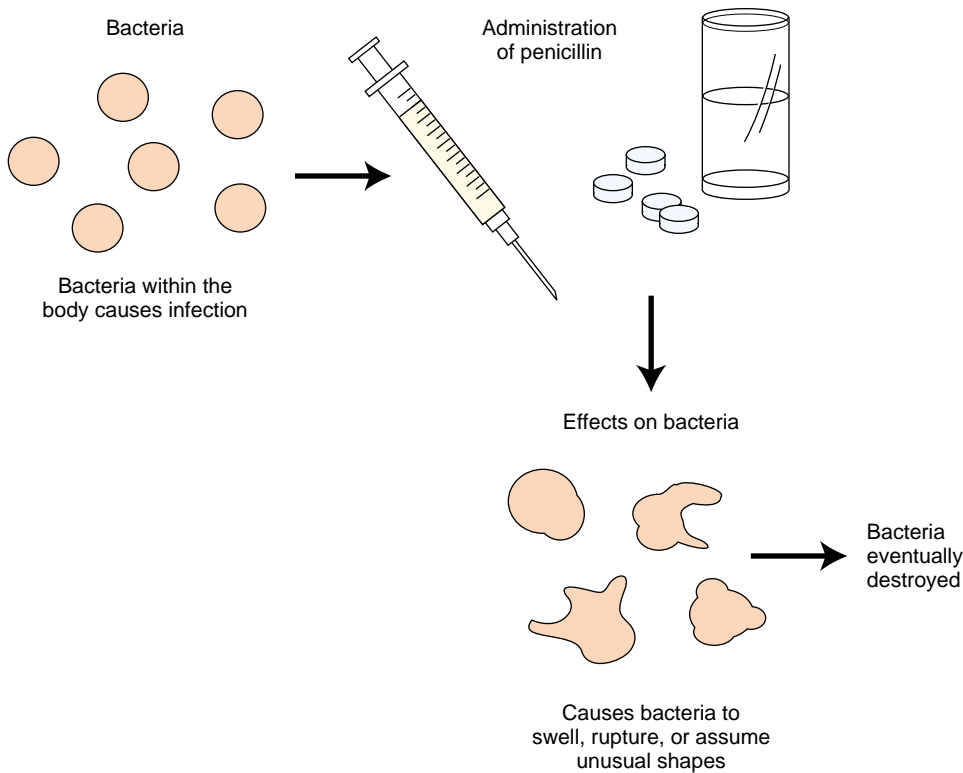 Bacteria
Bacteria within the
body causes infection
Administration
of penicillin
Effects on bacteria
Causes bacteria to
swell, rupture, or assume
unusual shapes
Bacteria
eventually
destroyed